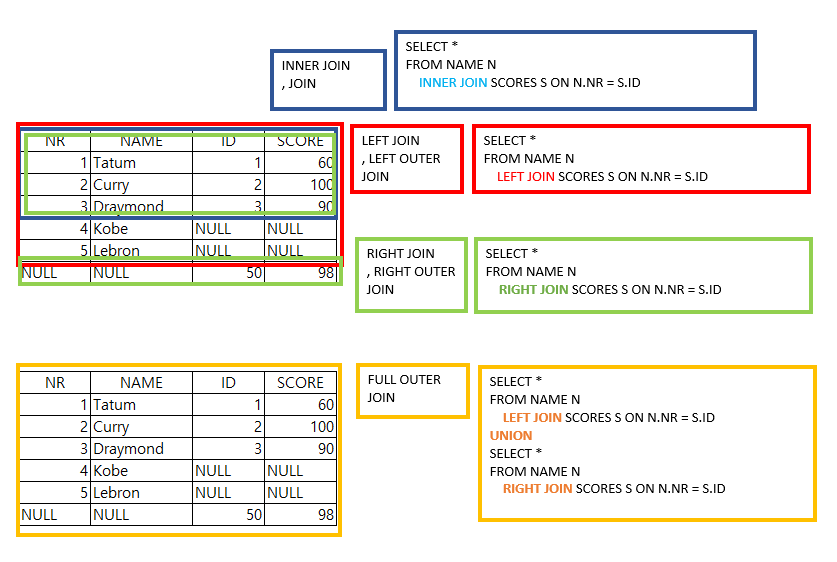 INNER JOIN
, JOIN
SELECT *
FROM NAME N
INNER JOIN SCORES S ON N.NR = S.ID
NR NAME ID SCORE
1 Tatum 1 60
2 Curry 2 100
3 Draymond 3 90
4 Kobe NULL NULL
5 Lebron NULL NULL
NULL NULL 50 98
LEFT JOIN
, LEFT OUTER
JOIN
SELECT *
FROM NAME N
LEFT JOIN SCORES S ON N.NR = S.ID
RIGHT JOIN
, RIGHT OUTER
JOIN
SELECT *
FROM NAME N
RIGHT JOIN SCORES S ON N.NR = S.ID
NR NAME ID SCORE
1 Tatum 1 60
2 Curry 2 100
3 Draymond 3 90
4 Kobe NULL NULL
5 Lebron NULL NULL
NULL NULL 50 98
FULL OUTER
JOIN
SELECT *
FROM NAME N
LEFT JOIN SCORES S ON N.NR = S.ID
UNION
SELECT *
FROM NAME N
RIGHT JOIN SCORES S ON N.NR = S.ID